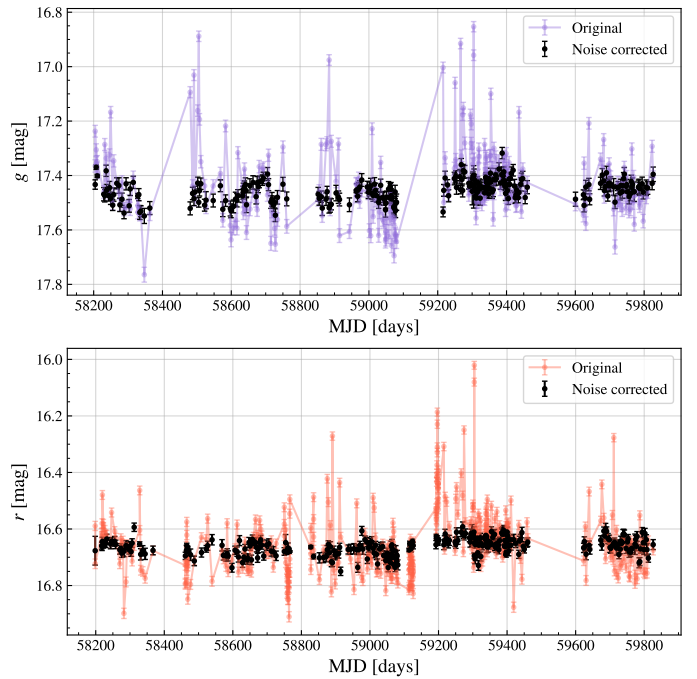 16.8
17.0
17.2
17.4
17.6
17.8
g [mag]
Original
Noise corrected
58200 58400 58600 58800 59000 59200 59400 59600 59800
MJD [days]
16.0
16.2
16.4
16.6
16.8
r [mag]
Original
Noise corrected
58200 58400 58600 58800 59000 59200 59400 59600 59800
MJD [days]